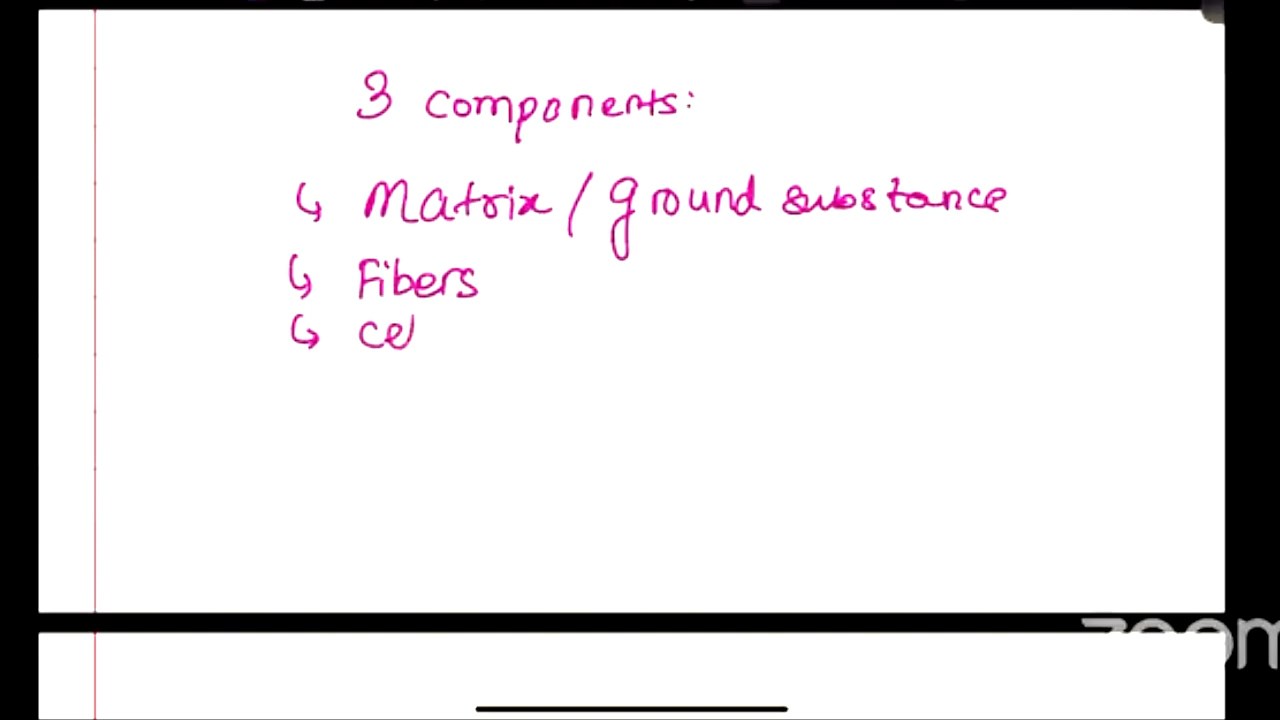 3 components:
↳ Matrix / ground substance
↳ Fibers
↳ cel
zoom